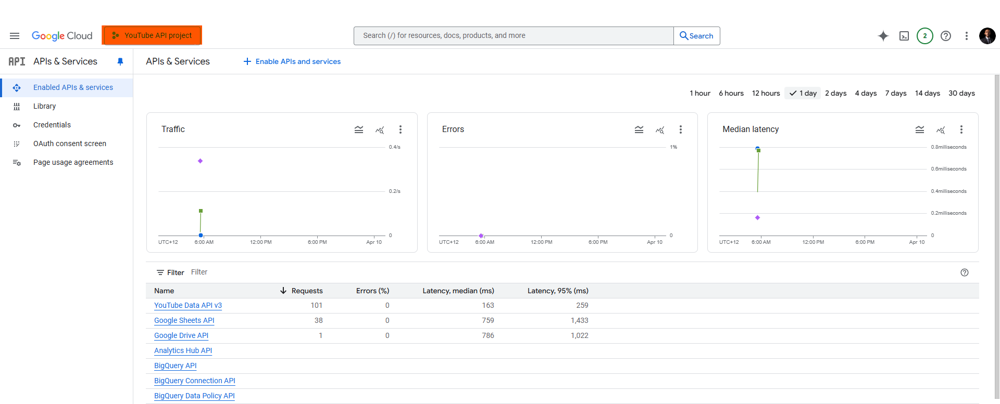 Google Cloud
YouTube API project
Search (/) for resources, docs, products, and more
Search
2
API
APIs & Services
APIs & Services
Enable APIs and services
Enabled APIs & services
Library
Credentials
OAuth consent screen
Page usage agreements
1 hour 6 hours 12 hours 1 day 2 days 4 days 7 days 14 days 30 days
Traffic
0.4/s
0.2/s
0
UTC+12 6:00 AM 12:00 PM 6:00 PM Apr 10
Errors
1%
0
UTC+12 6:00 AM 12:00 PM 6:00 PM Apr 10
Median latency
0.8milliseconds
0.6milliseconds
0.4milliseconds
0.2milliseconds
0
UTC+12 6:00 AM 12:00 PM 6:00 PM Apr 10
Filter Filter
Name Requests Errors (%) Latency, median (ms) Latency, 95% (ms)
YouTube Data API v3 101 0 163 259
Google Sheets API 38 0 759 1,433
Google Drive API 1 0 786 1,022
Analytics Hub API
BigQuery API
BigQuery Connection API
BigQuery Data Policy API